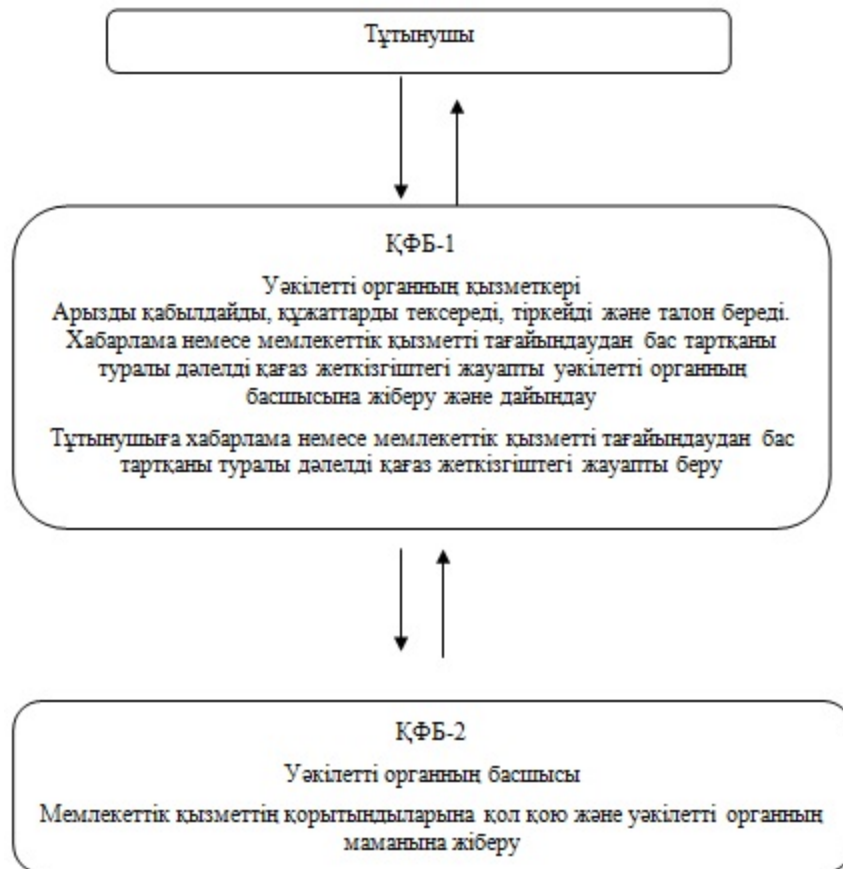 Тұтынушы
ҚФБ-1
Уәкілетті органның қызметкері
Арызды қабылдайды, құжаттарды тексереді, тіркейді және талон береді.
Хабарлама немесе мемлекеттік қызметті тағайындаудан бас тартқаны
туралы дәлелді қағаз жеткізгіштегі жауапты уәкілетті органның
басшысына жіберу және дайындау
Тұтынушыға хабарлама немесе мемлекеттік қызметті тағайындаудан бас
тартқаны туралы дәлелді қағаз жеткізгіштегі жауапты беру
ҚФБ-2
Уәкілетті органның басшысы
Мемлекеттік қызметтің қорытындыларына қол қою және уәкілетті органның
маманына жіберу